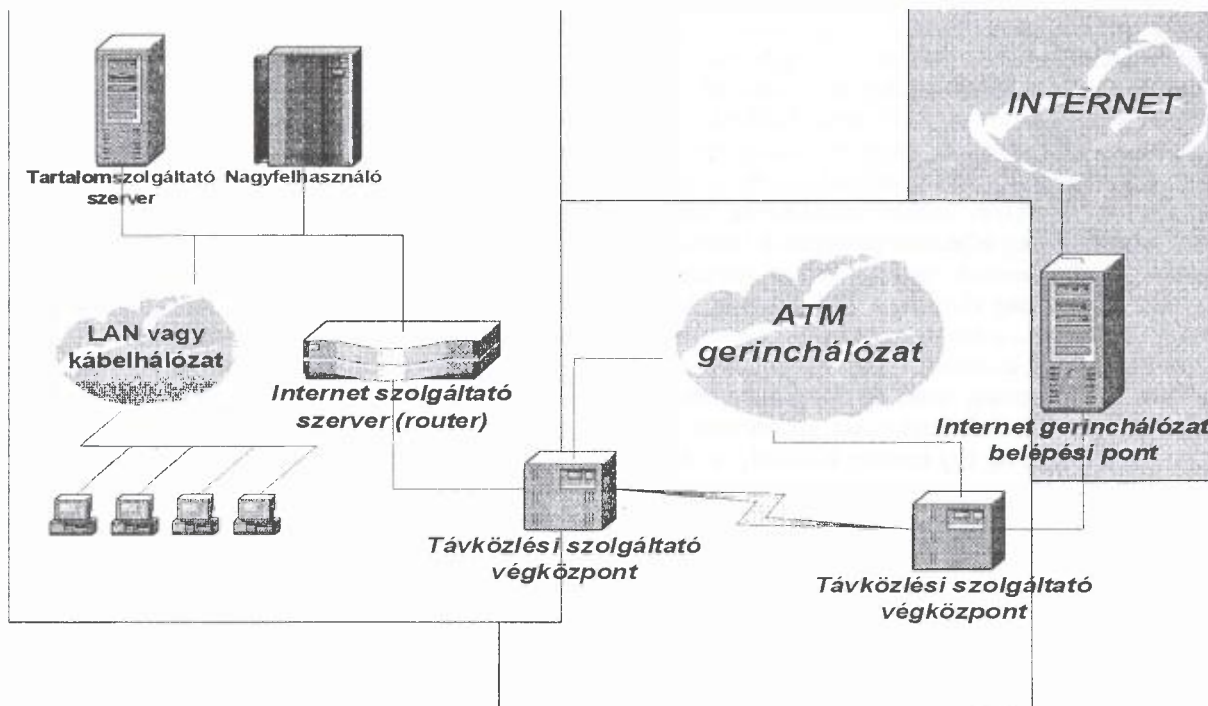 INTERNET
Tartalomszolgáltató
szerver
Nagyfelhasználó
LAN vagy
kábelhálózat
Internet szolgáltató
szerver (router)
ATM
gerinchálózat
Internet gerinchálózat
belépési pont
Távközlési szolgáltató
végközpont
Távközlési szolgáltató
végközpont